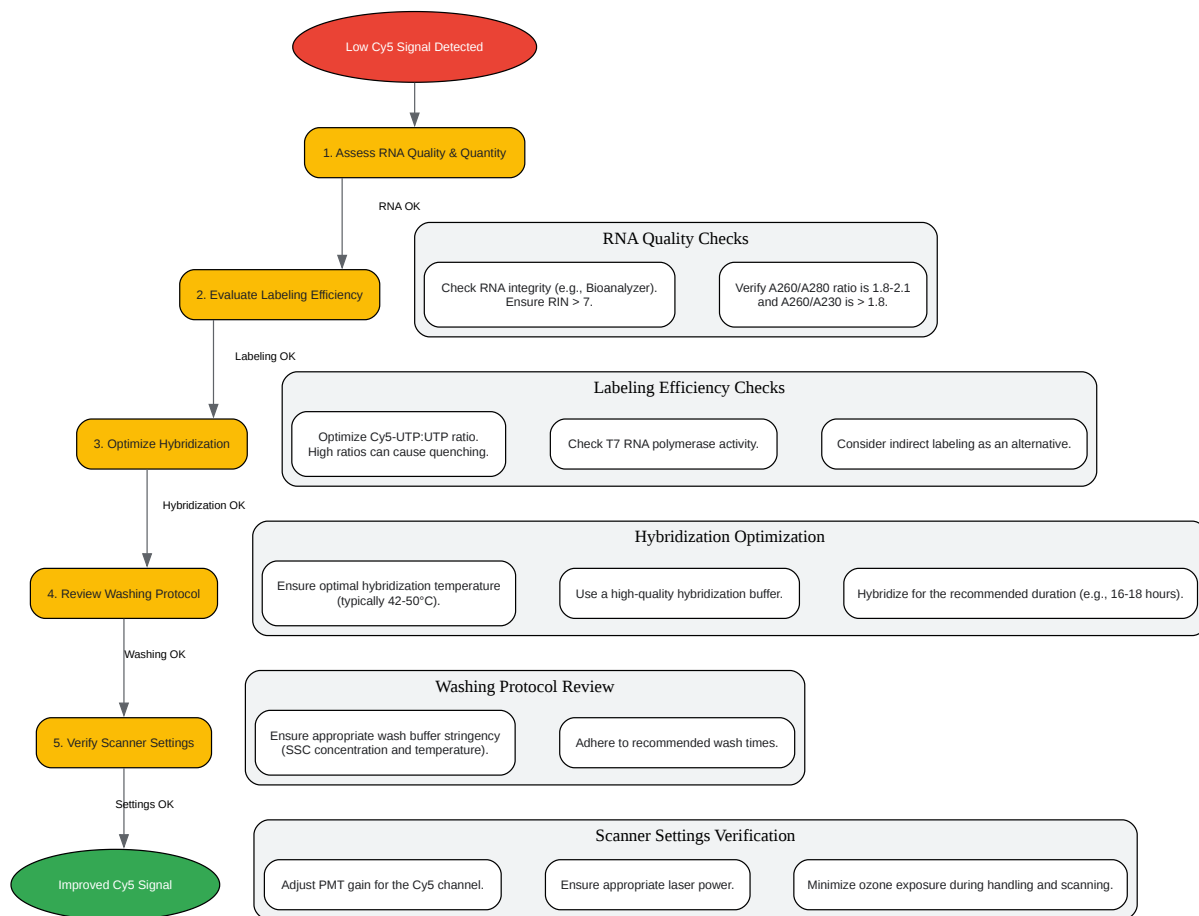 Low Cy5 Signal Detected
1. Assess RNA Quality & Quantity
RNA OK
RNA Quality Checks
Check RNA integrity (e.g., Bioanalyzer).
Ensure RIN > 7.
Verify A260/A280 ratio is 1.8-2.1
and A260/A230 is > 1.8.
2. Evaluate Labeling Efficiency
Labeling OK
Labeling Efficiency Checks
Optimize Cy5-UTP:UTP ratio.
High ratios can cause quenching.
Check T7 RNA polymerase activity.
Consider indirect labeling as an alternative.
3. Optimize Hybridization
Hybridization OK
Hybridization Optimization
Ensure optimal hybridization temperature
(typically 42-50°C).
Use a high-quality hybridization buffer.
Hybridize for the recommended duration (e.g., 16-18 hours).
4. Review Washing Protocol
Washing OK
Washing Protocol Review
Ensure appropriate wash buffer stringency
(SSC concentration and temperature).
Adhere to recommended wash times.
5. Verify Scanner Settings
Settings OK
Scanner Settings Verification
Adjust PMT gain for the Cy5 channel.
Ensure appropriate laser power.
Minimize ozone exposure during handling and scanning.
Improved Cy5 Signal